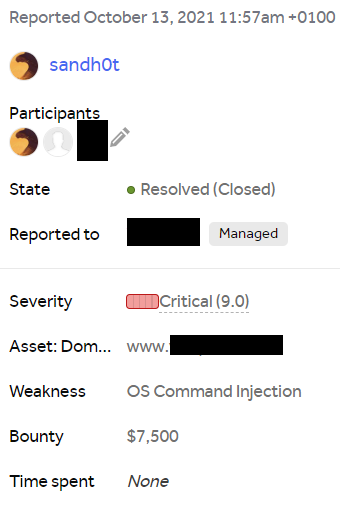 Reported October 13, 2021 11:57am +0100
sandh0t
Participants
State Resolved (Closed)
Reported to Managed
Severity Critical (9.0)
Asset: Dom... www.
Weakness OS Command Injection
Bounty $7,500
Time spent None